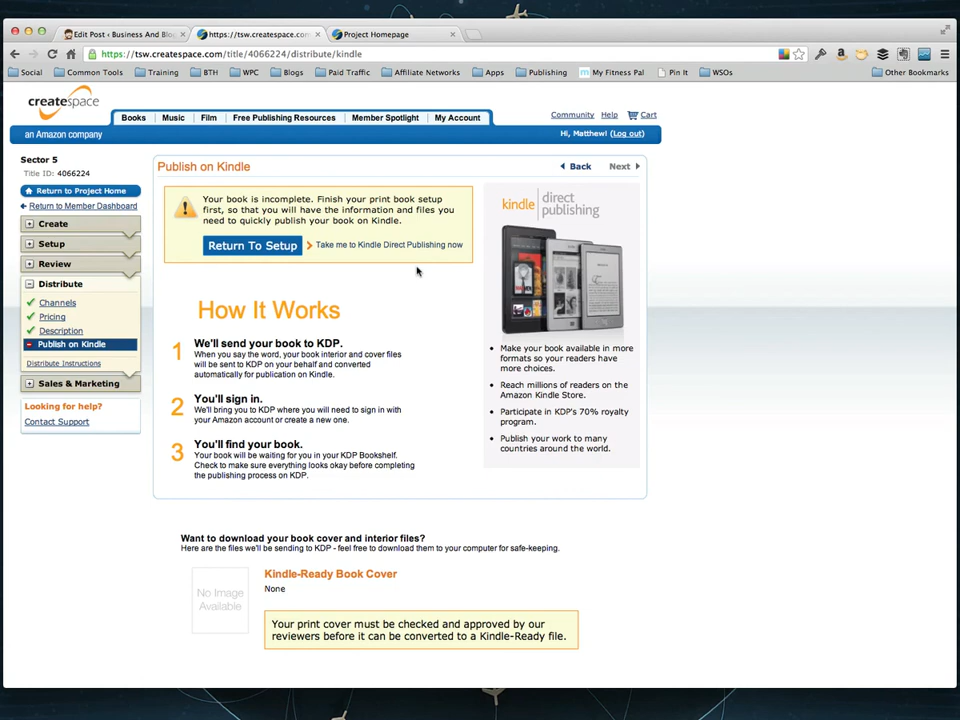 Edit Post ‹ Business And Blog
https://tsw.createspace.com
Project Homepage
https://tsw.createspace.com/title/4066224/distribute/kindle
Social
Common Tools
Training
BTH
WPC
Blogs
Paid Traffic
Affiliate Networks
Apps
Publishing
My Fitness Pal
Pin It
WSOs
Other Bookmarks
createspace
an Amazon company
Books
Music
Film
Free Publishing Resources
Member Spotlight
My Account
Community
Help
Cart
Hi, Matthew! (Log out)
Sector 5
Title ID: 4066224
Return to Project Home
Return to Member Dashboard
Create
Setup
Review
Distribute
Channels
Pricing
Description
Publish on Kindle
Distribute Instructions
Sales & Marketing
Looking for help?
Contact Support
Publish on Kindle
Back
Next
Your book is incomplete. Finish your print book setup
first, so that you will have the information and files you
need to quickly publish your book on Kindle.
Return To Setup
Take me to Kindle Direct Publishing now
How It Works
1 We'll send your book to KDP.
When you say the word, your book interior and cover files
will be sent to KDP on your behalf and converted
automatically for publication on Kindle.
2 You'll sign in.
We'll bring you to KDP where you will need to sign in with
your Amazon account or create a new one.
3 You'll find your book.
Your book will be waiting for you in your KDP Bookshelf.
Check to make sure everything looks okay before completing
the publishing process on KDP.
kindle direct
publishing
Make your book available in more
formats so your readers have
more choices.
Reach millions of readers on the
Amazon Kindle Store.
Participate in KDP's 70% royalty
program.
Publish your work to many
countries around the world.
Want to download your book cover and interior files?
Here are the files we'll be sending to KDP - feel free to download them to your computer for safe-keeping.
No Image
Available
Kindle-Ready Book Cover
None
Your print cover must be checked and approved by our
reviewers before it can be converted to a Kindle-Ready file.